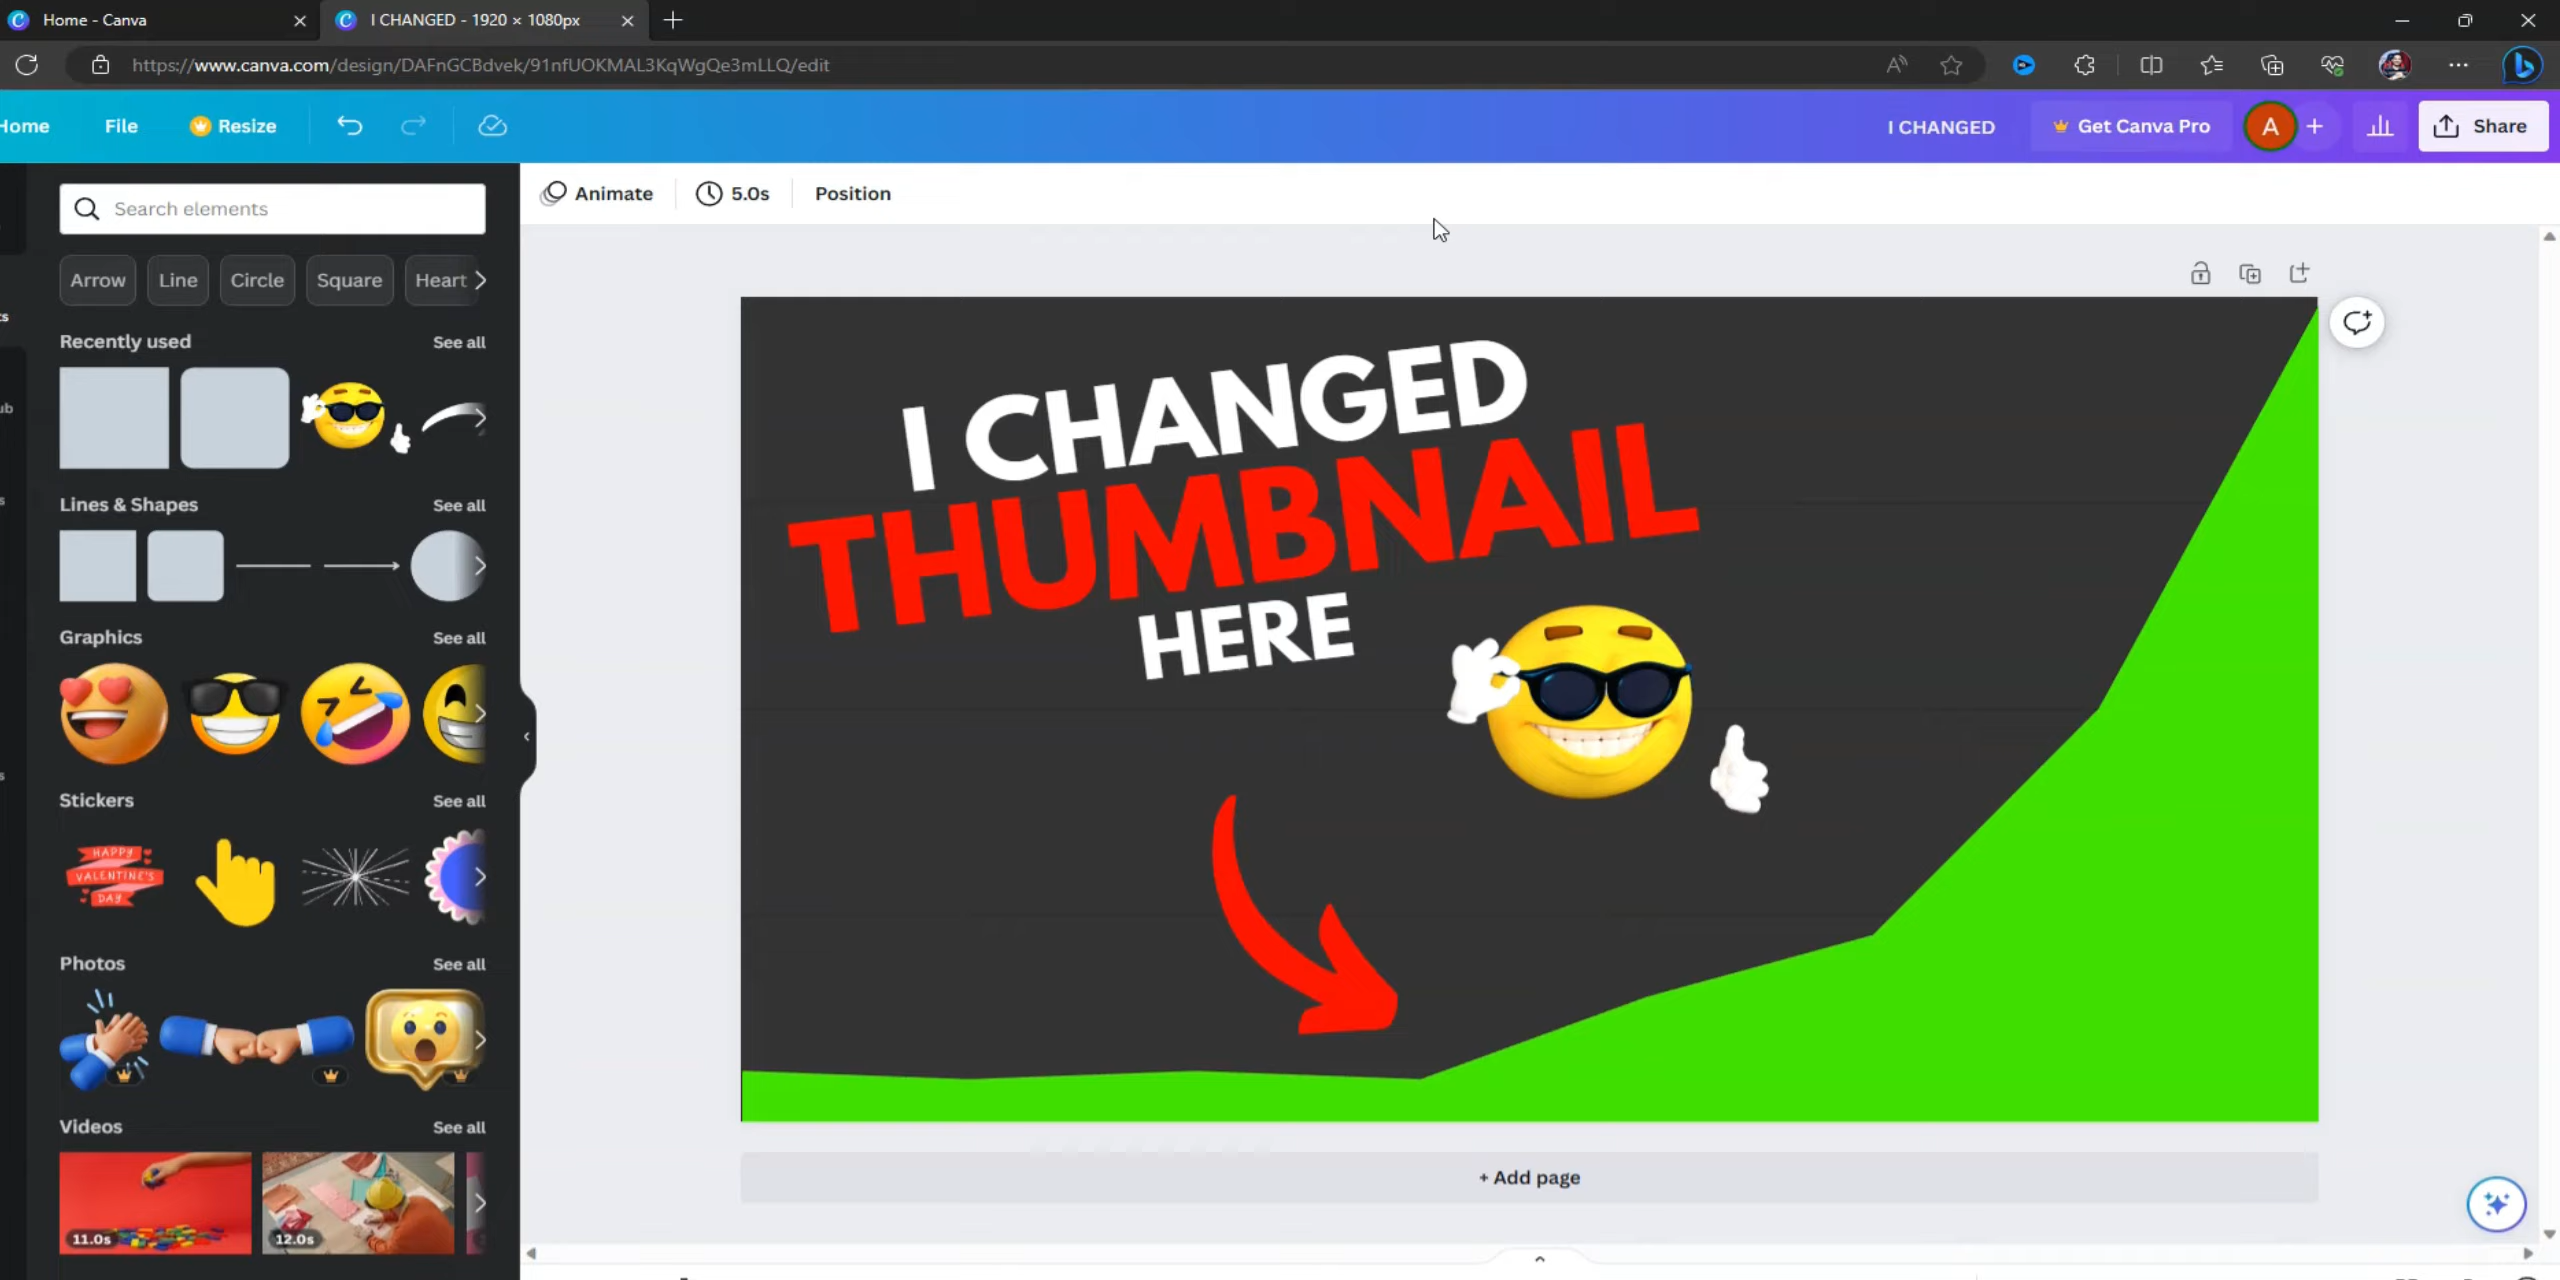 Home - Canva
I CHANGED - 1920 × 1080px
https://www.canva.com/design/DAFnGCBdvek/91nfUOKMAL3KqWgQe3mLLQ/edit
Home
File
Resize
I CHANGED
Get Canva Pro
A
Share
Search elements
Animate
5.0s
Position
Arrow
Line
Circle
Square
Heart
Recently used
See all
Lines & Shapes
See all
Graphics
See all
Stickers
See all
HAPPY
VALENTINE'S
DAY
Photos
See all
Videos
See all
11.0s
12.0s
I CHANGED
THUMBNAIL
HERE
+ Add page